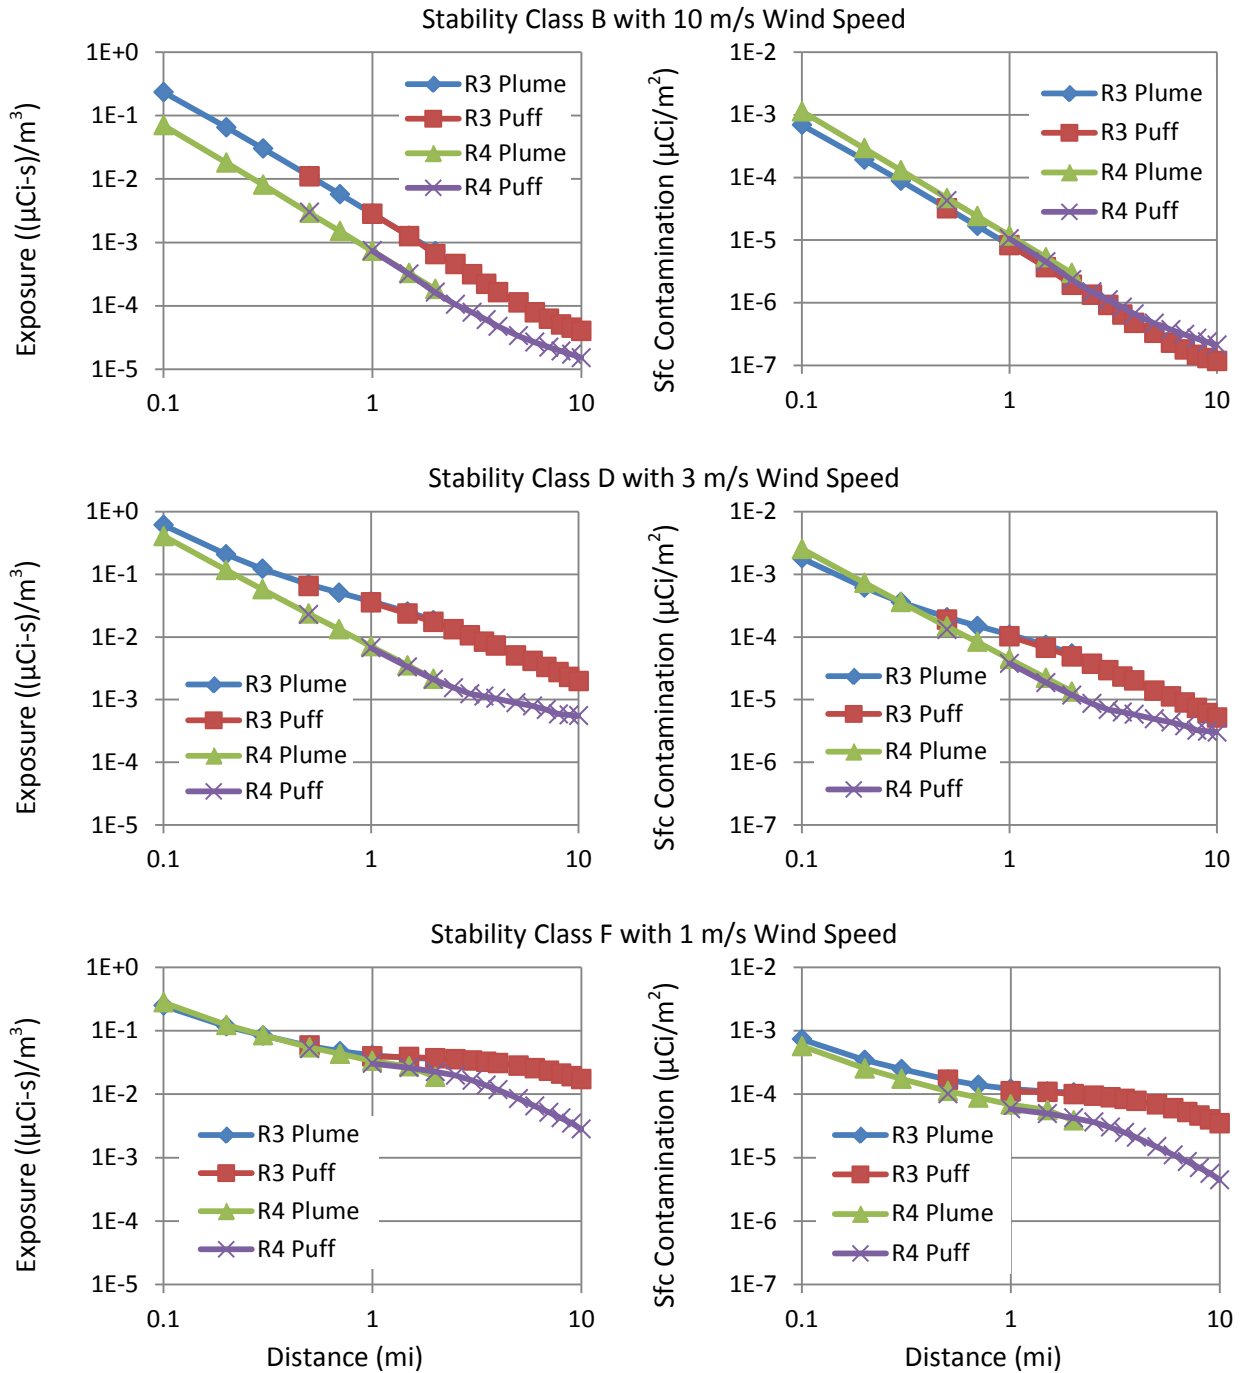 Stability Class B with 10 m/s Wind Speed
Exposure ((μCi-s)/m³)
1E+0
1E-1
1E-2
1E-3
1E-4
1E-5
0.1
1
10
R3 Plume
R3 Puff
R4 Plume
R4 Puff
Sfc Contamination (μCi/m²)
1E-2
1E-3
1E-4
1E-5
1E-6
1E-7
0.1
1
10
R3 Plume
R3 Puff
R4 Plume
R4 Puff
Stability Class D with 3 m/s Wind Speed
Exposure ((μCi-s)/m³)
1E+0
1E-1
1E-2
1E-3
1E-4
1E-5
0.1
1
10
R3 Plume
R3 Puff
R4 Plume
R4 Puff
Sfc Contamination (μCi/m²)
1E-2
1E-3
1E-4
1E-5
1E-6
1E-7
0.1
1
10
R3 Plume
R3 Puff
R4 Plume
R4 Puff
Stability Class F with 1 m/s Wind Speed
Exposure ((μCi-s)/m³)
1E+0
1E-1
1E-2
1E-3
1E-4
1E-5
0.1
1
10
R3 Plume
R3 Puff
R4 Plume
R4 Puff
Distance (mi)
Sfc Contamination (μCi/m²)
1E-2
1E-3
1E-4
1E-5
1E-6
1E-7
0.1
1
10
R3 Plume
R3 Puff
R4 Plume
R4 Puff
Distance (mi)